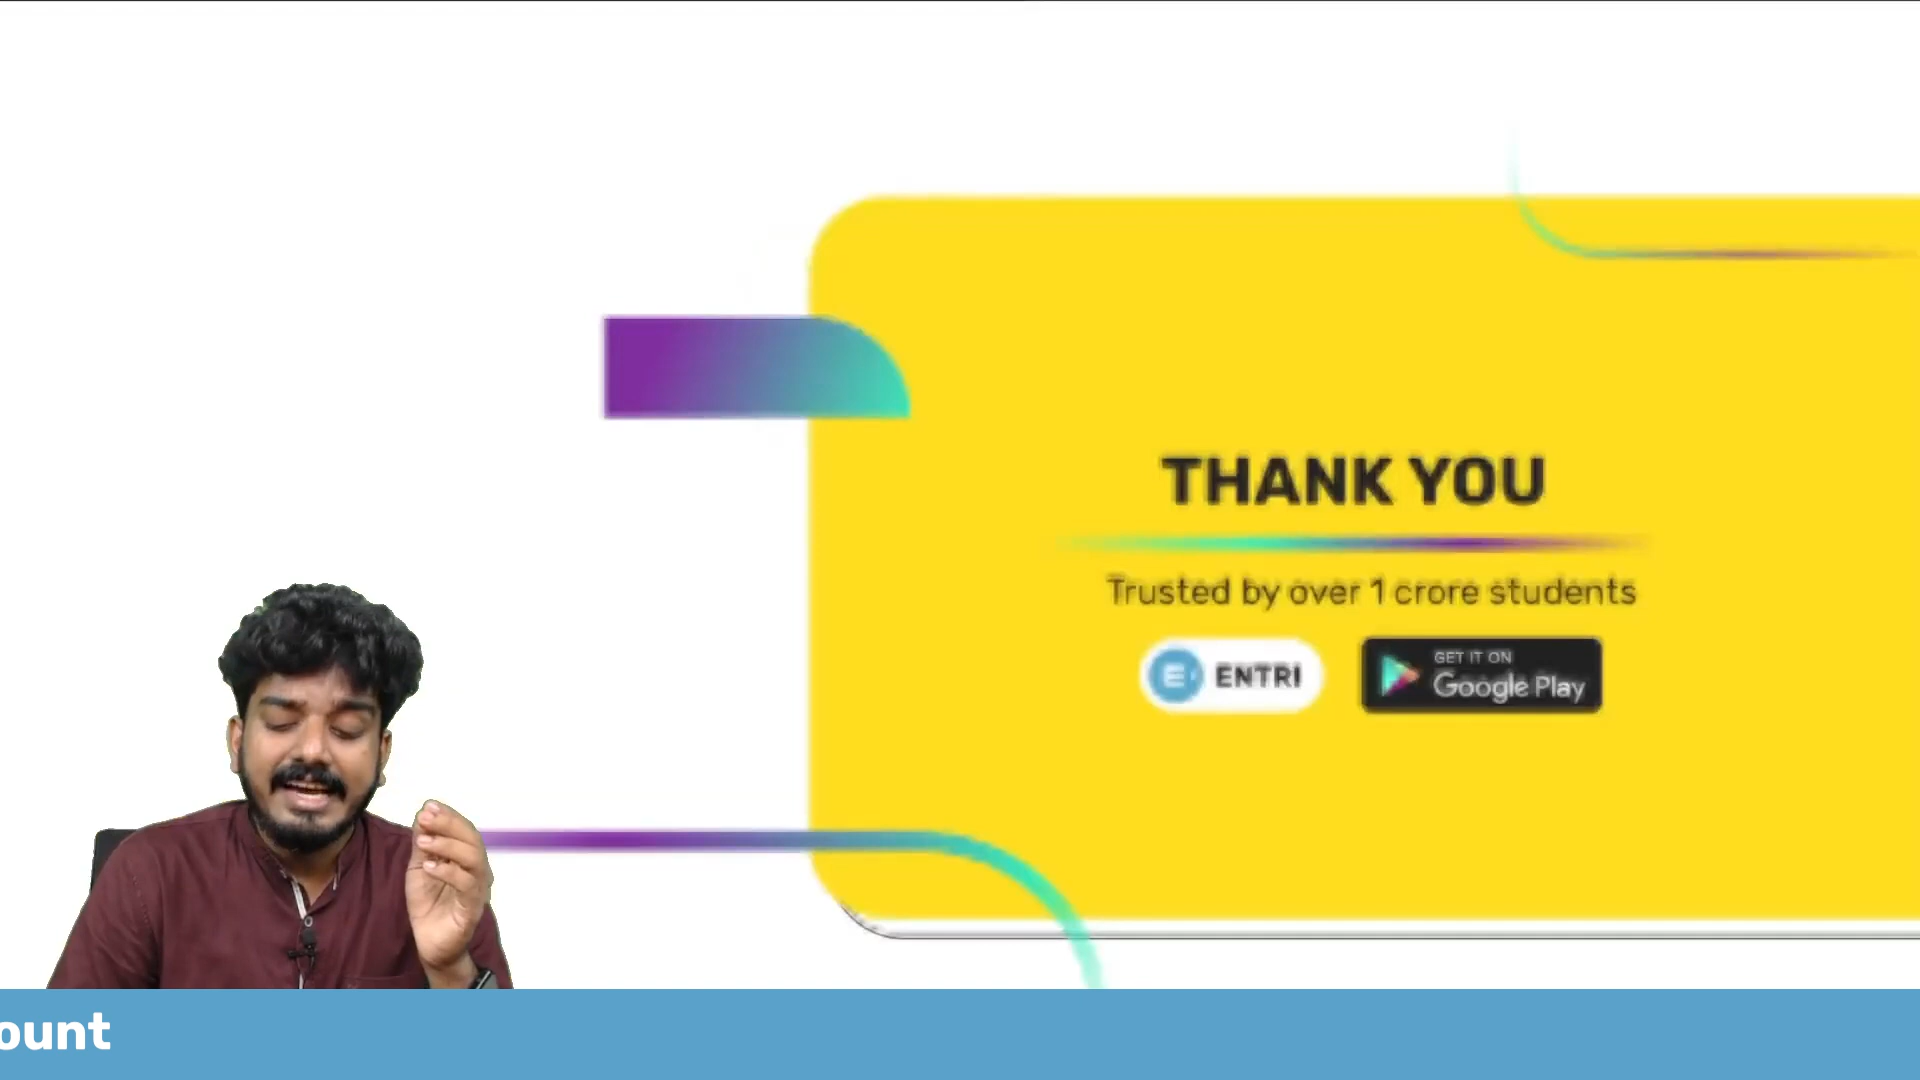 THANK YOU
Trusted by over 1 crore students
E ENTRI
GET IT ON
Google Play
ount